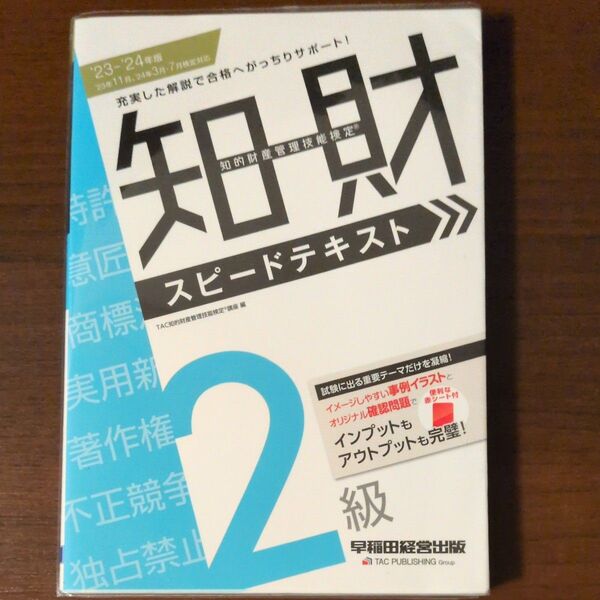 '23-'24年版
'23年11月、'24年3月・7月検定対応
充実した解説で合格へがっちりサポート！
知財
知的財産管理技能検定®
スピードテキスト
TAC知的財産管理技能検定®講座 編
特許
意匠
商標
実用新
著作権
不正競争
独占禁止
2級
試験に出る重要テーマだけを凝縮！
イメージしやすい事例イラストと
オリジナル確認問題で
便利な
赤シート付
インプットも
アウトプットも完璧！
早稲田経営出版
TAC PUBLISHING Group